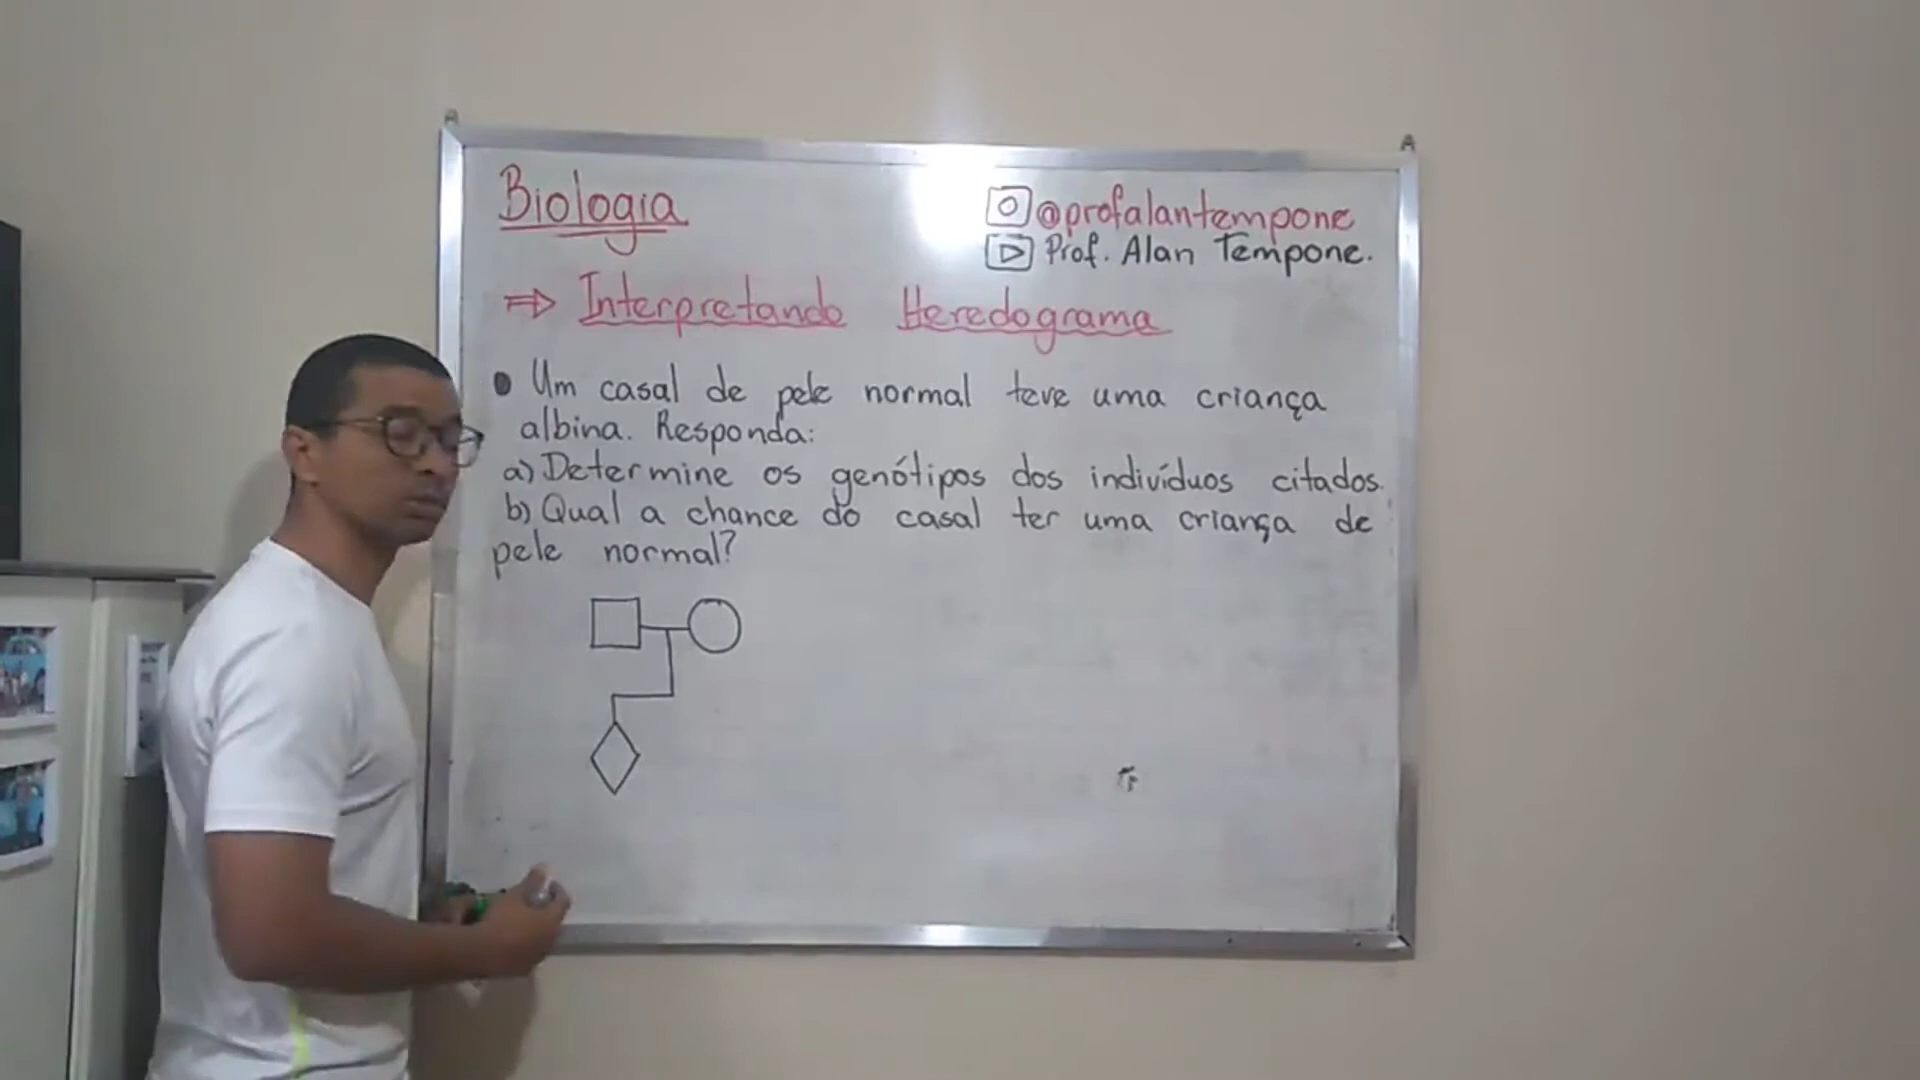 Biologia
@profalantempone
Prof. Alan Tempone.
⇒ Interpretando Heredograma
• Um casal de pele normal teve uma criança
albina. Responda:
a) Determine os genótipos dos indivíduos citados.
b) Qual a chance do casal ter uma criança de
pele normal?